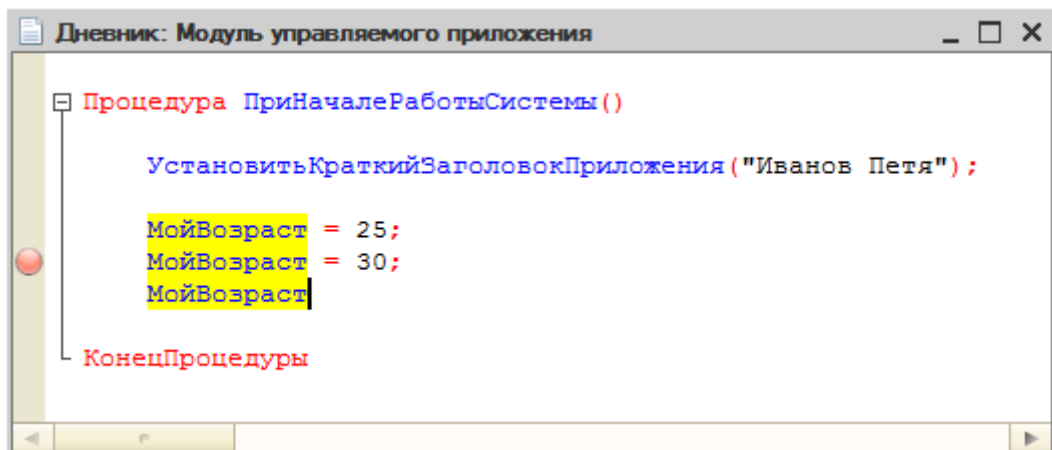 Дневник: Модуль управляемого приложения
Процедура ПриНачалеРаботыСистемы()
УстановитьКраткийЗаголовокПриложения("Иванов Петя");
МойВозраст = 25;
МойВозраст = 30;
МойВозраст
КонецПроцедуры